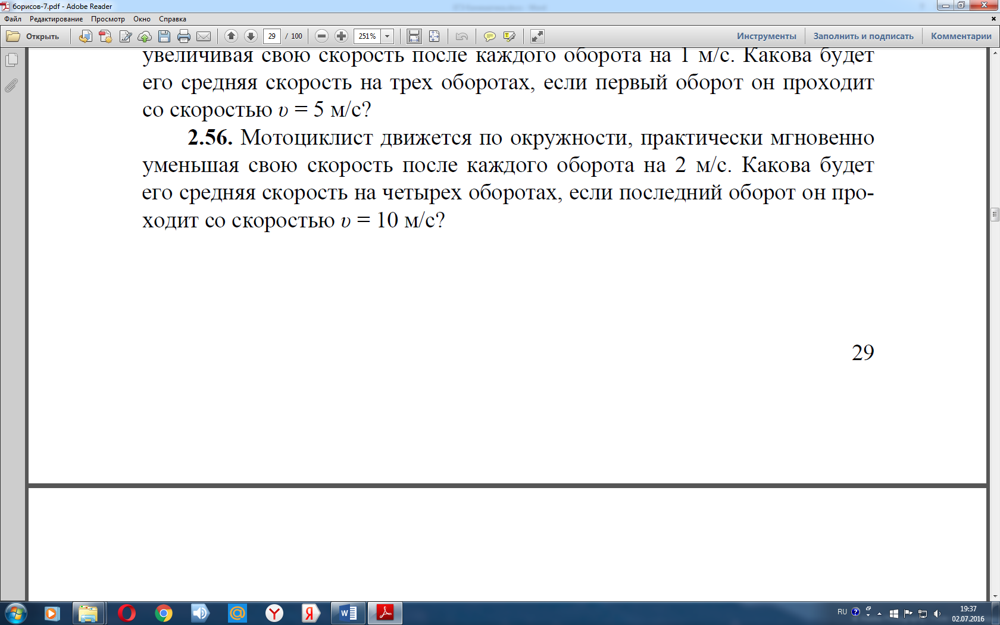 борисов-7.pdf - Adobe Reader
Файл Редактирование Просмотр Окно Справка
Открыть 29 / 100 251% Инструменты Заполнить и подписать Комментарии
увеличивая свою скорость после каждого оборота на 1 м/с. Какова будет
его средняя скорость на трех оборотах, если первый оборот он проходит
со скоростью υ = 5 м/с?
2.56. Мотоциклист движется по окружности, практически мгновенно
уменьшая свою скорость после каждого оборота на 2 м/с. Какова будет
его средняя скорость на четырех оборотах, если последний оборот он про-
ходит со скоростью υ = 10 м/с?
29
RU
19:37
02.07.2016